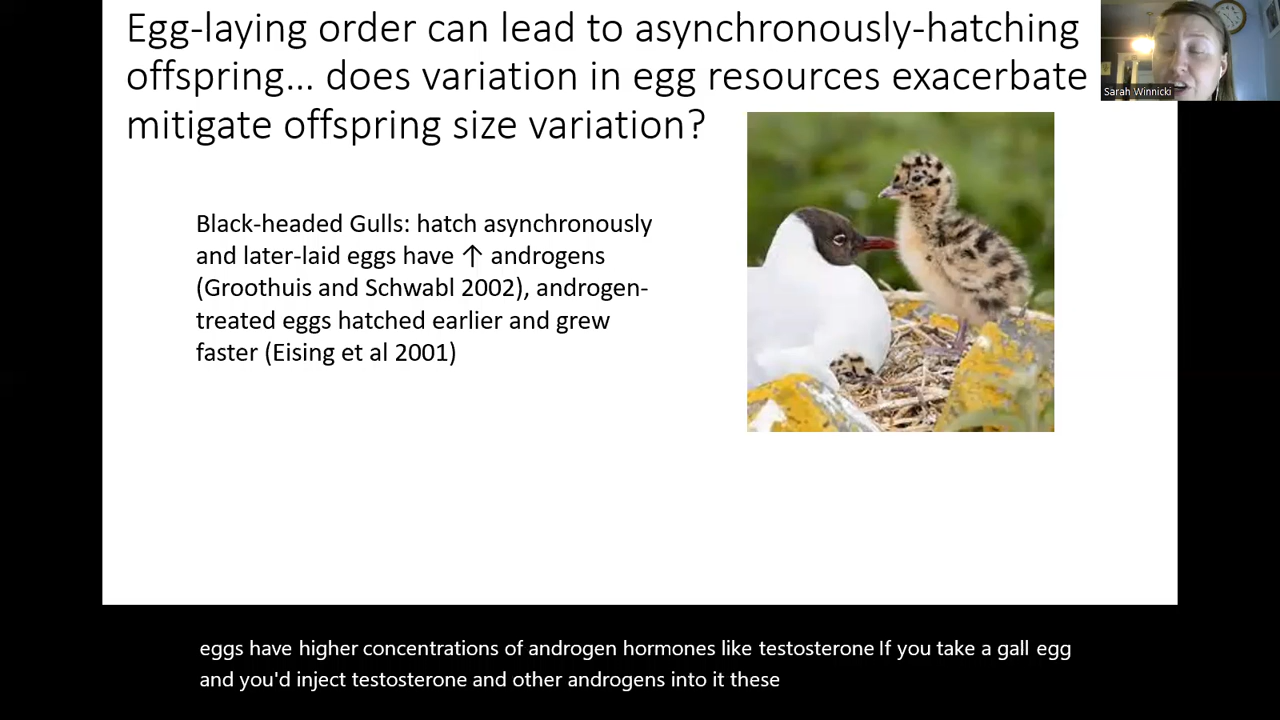 Egg-laying order can lead to asynchronously-hatching
offspring... does variation in egg resources exacerbate
mitigate offspring size variation?
Sarah Winnicki
Black-headed Gulls: hatch asynchronously
and later-laid eggs have ↑ androgens
(Groothuis and Schwabl 2002), androgen-
treated eggs hatched earlier and grew
faster (Eising et al 2001)
eggs have higher concentrations of androgen hormones like testosterone If you take a gall egg
and you'd inject testosterone and other androgens into it these